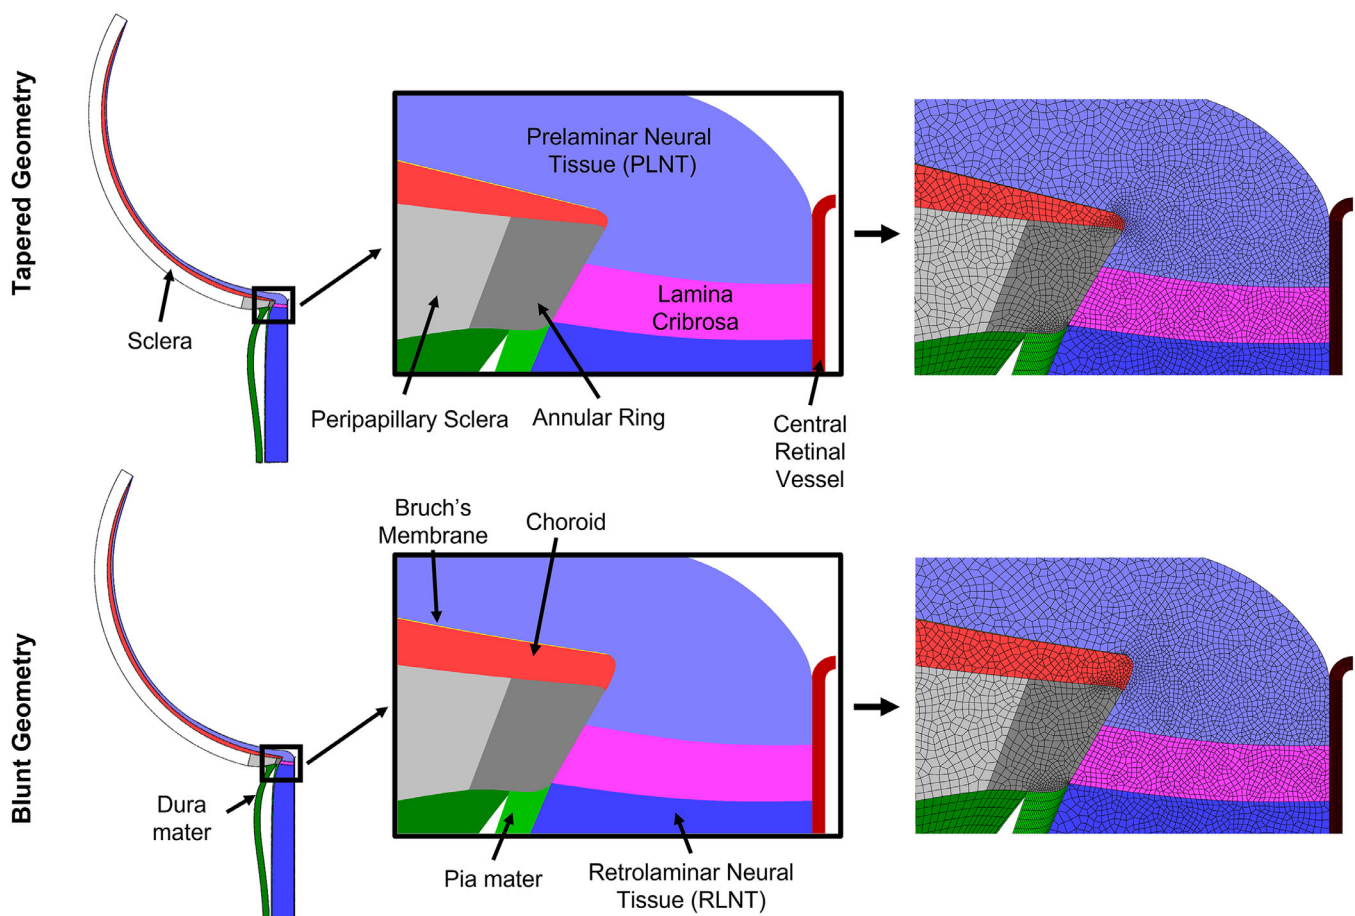 Tapered Geometry
Sclera
Prelaminar Neural
Tissue (PLNT)
Lamina
Cribrosa
Peripapillary Sclera
Annular Ring
Central
Retinal
Vessel
Blunt Geometry
Bruch's
Membrane
Choroid
Dura
mater
Pia mater
Retrolaminar Neural
Tissue (RLNT)